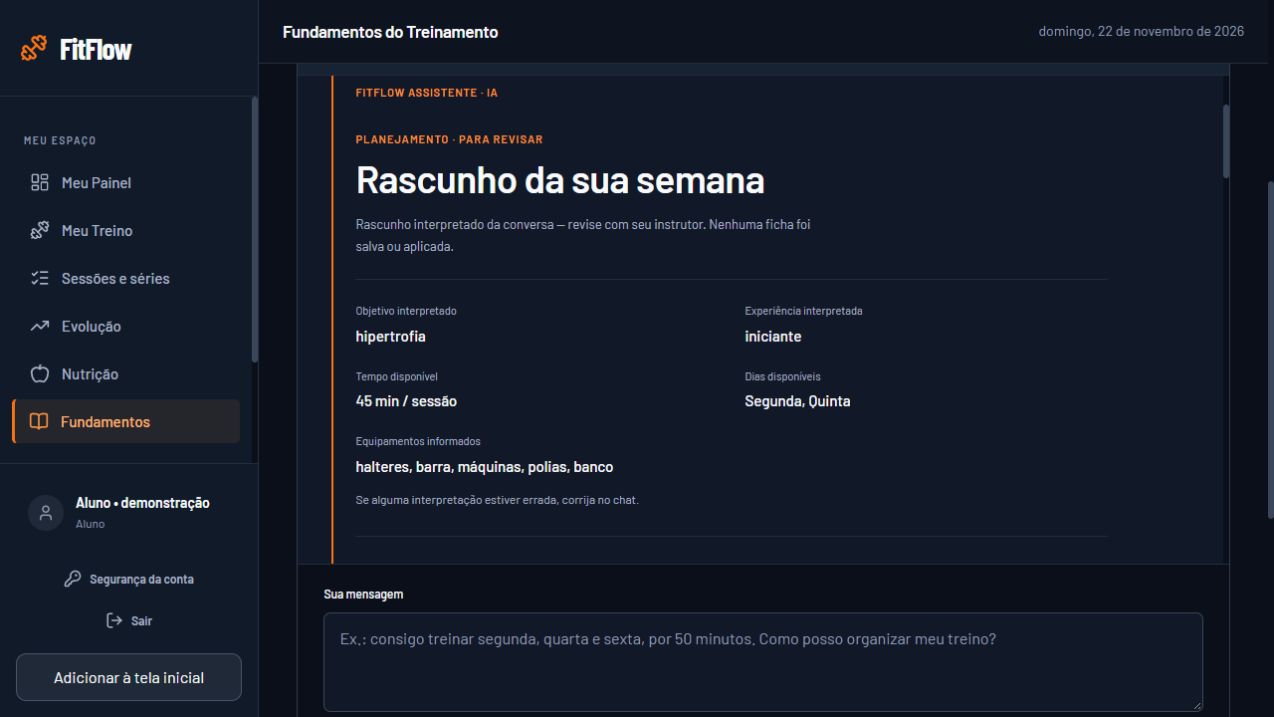 FitFlow
MEU ESPAÇO
Meu Painel
Meu Treino
Sessões e séries
Evolução
Nutrição
Fundamentos
Aluno • demonstração
Aluno
Segurança da conta
Sair
Adicionar à tela inicial
Fundamentos do Treinamento
domingo, 22 de novembro de 2026
FITFLOW ASSISTENTE · IA
PLANEJAMENTO · PARA REVISAR
Rascunho da sua semana
Rascunho interpretado da conversa — revise com seu instrutor. Nenhuma ficha foi
salva ou aplicada.
Objetivo interpretado
hipertrofia
Experiência interpretada
iniciante
Tempo disponível
45 min / sessão
Dias disponíveis
Segunda, Quinta
Equipamentos informados
halteres, barra, máquinas, polias, banco
Se alguma interpretação estiver errada, corrija no chat.
Sua mensagem
Ex.: consigo treinar segunda, quarta e sexta, por 50 minutos. Como posso organizar meu treino?